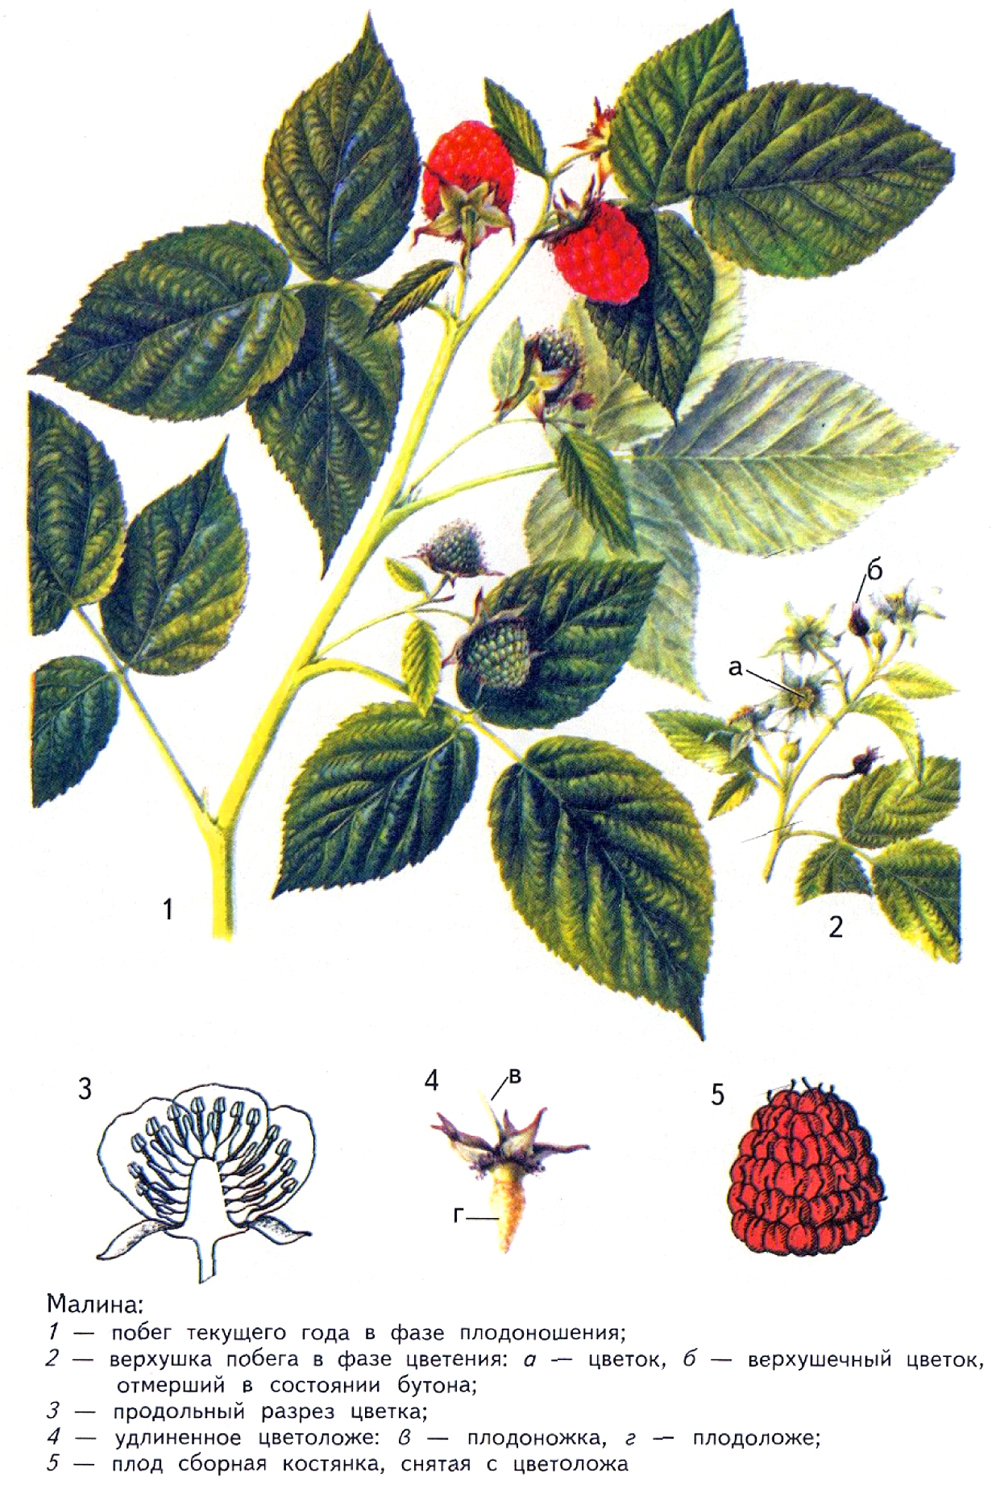 б
а
1
2
3
4
в
5
г
Малина:
1 — побег текущего года в фазе плодоношения;
2 — верхушка побега в фазе цветения: а — цветок, б — верхушечный цветок,
отмерший в состоянии бутона;
3 — продольный разрез цветка;
4 — удлиненное цветоложе: в — плодоножка, г — плодоложе;
5 — плод сборная костянка, снятая с цветоложа